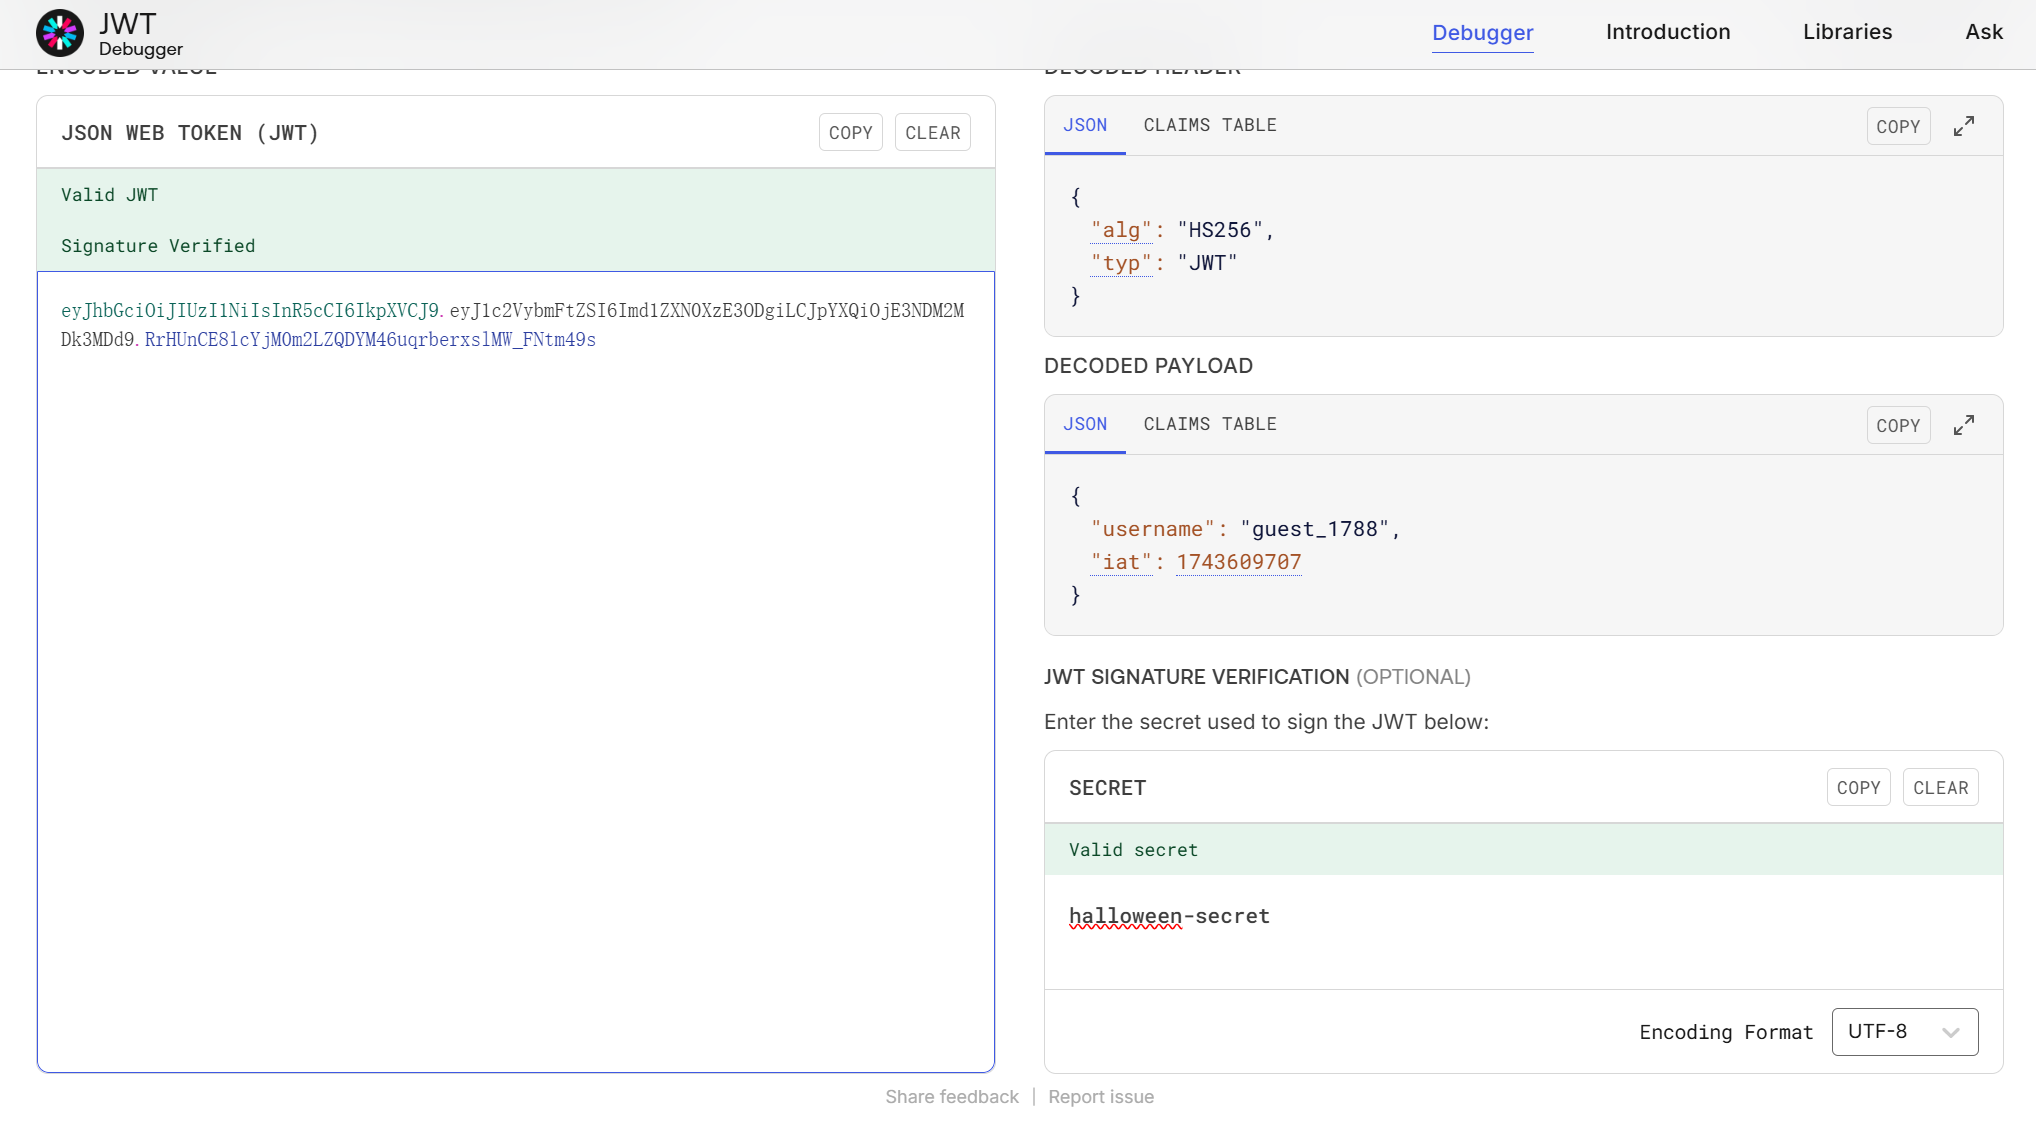 JWT
Debugger
Debugger
Introduction
Libraries
Ask
ENCODED VALUE
JSON WEB TOKEN (JWT)
COPY
CLEAR
Valid JWT
Signature Verified
eyJhbGciOiJIUzI1NiIsInR5cCI6IkpXVCJ9.eyJ1c2VybmFtZSI6Imd1ZXN0XzE3ODgiLCJpYXQiOjE3NDM2M
Dk3MDd9.RrHUnCE8lcYjM0m2LZQDYM46uqrberxslMW_FNtm49s
DECODED HEADER
JSON
CLAIMS TABLE
COPY
{
"alg": "HS256",
"typ": "JWT"
}
DECODED PAYLOAD
JSON
CLAIMS TABLE
COPY
{
"username": "guest_1788",
"iat": 1743609707
}
JWT SIGNATURE VERIFICATION (OPTIONAL)
Enter the secret used to sign the JWT below:
SECRET
COPY
CLEAR
Valid secret
halloween-secret
Encoding Format
UTF-8
Share feedback | Report issue